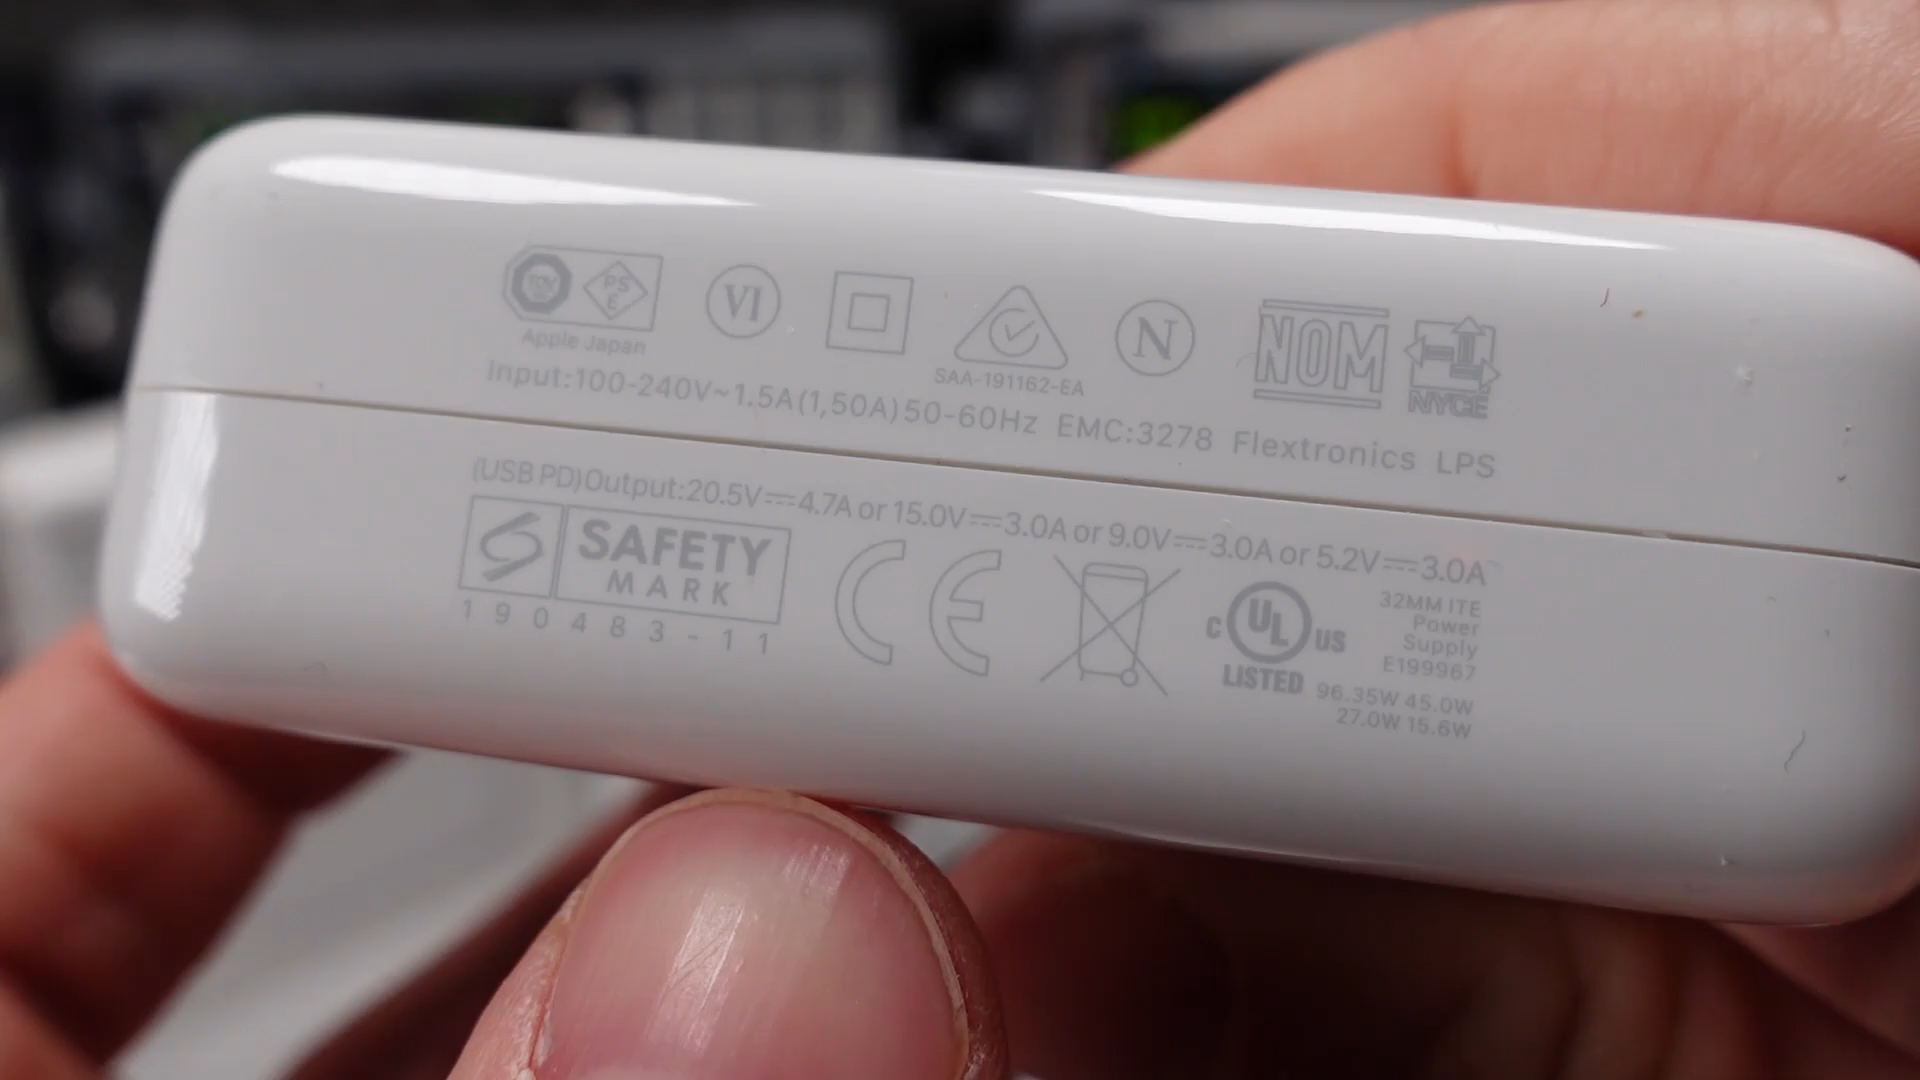 TÜV
PS
E
VI
N
NOM
NYCE
Apple Japan
SAA-191162-EA
Input:100-240V~1.5A(1,50A)50-60Hz EMC:3278 Flextronics LPS
(USB PD)Output:20.5V⎓4.7A or 15.0V⎓3.0A or 9.0V⎓3.0A or 5.2V⎓3.0A
SAFETY
MARK
190483-11
CE
c UL US
LISTED
32MM ITE
Power
Supply
E199967
96.35W 45.0W
27.0W 15.6W